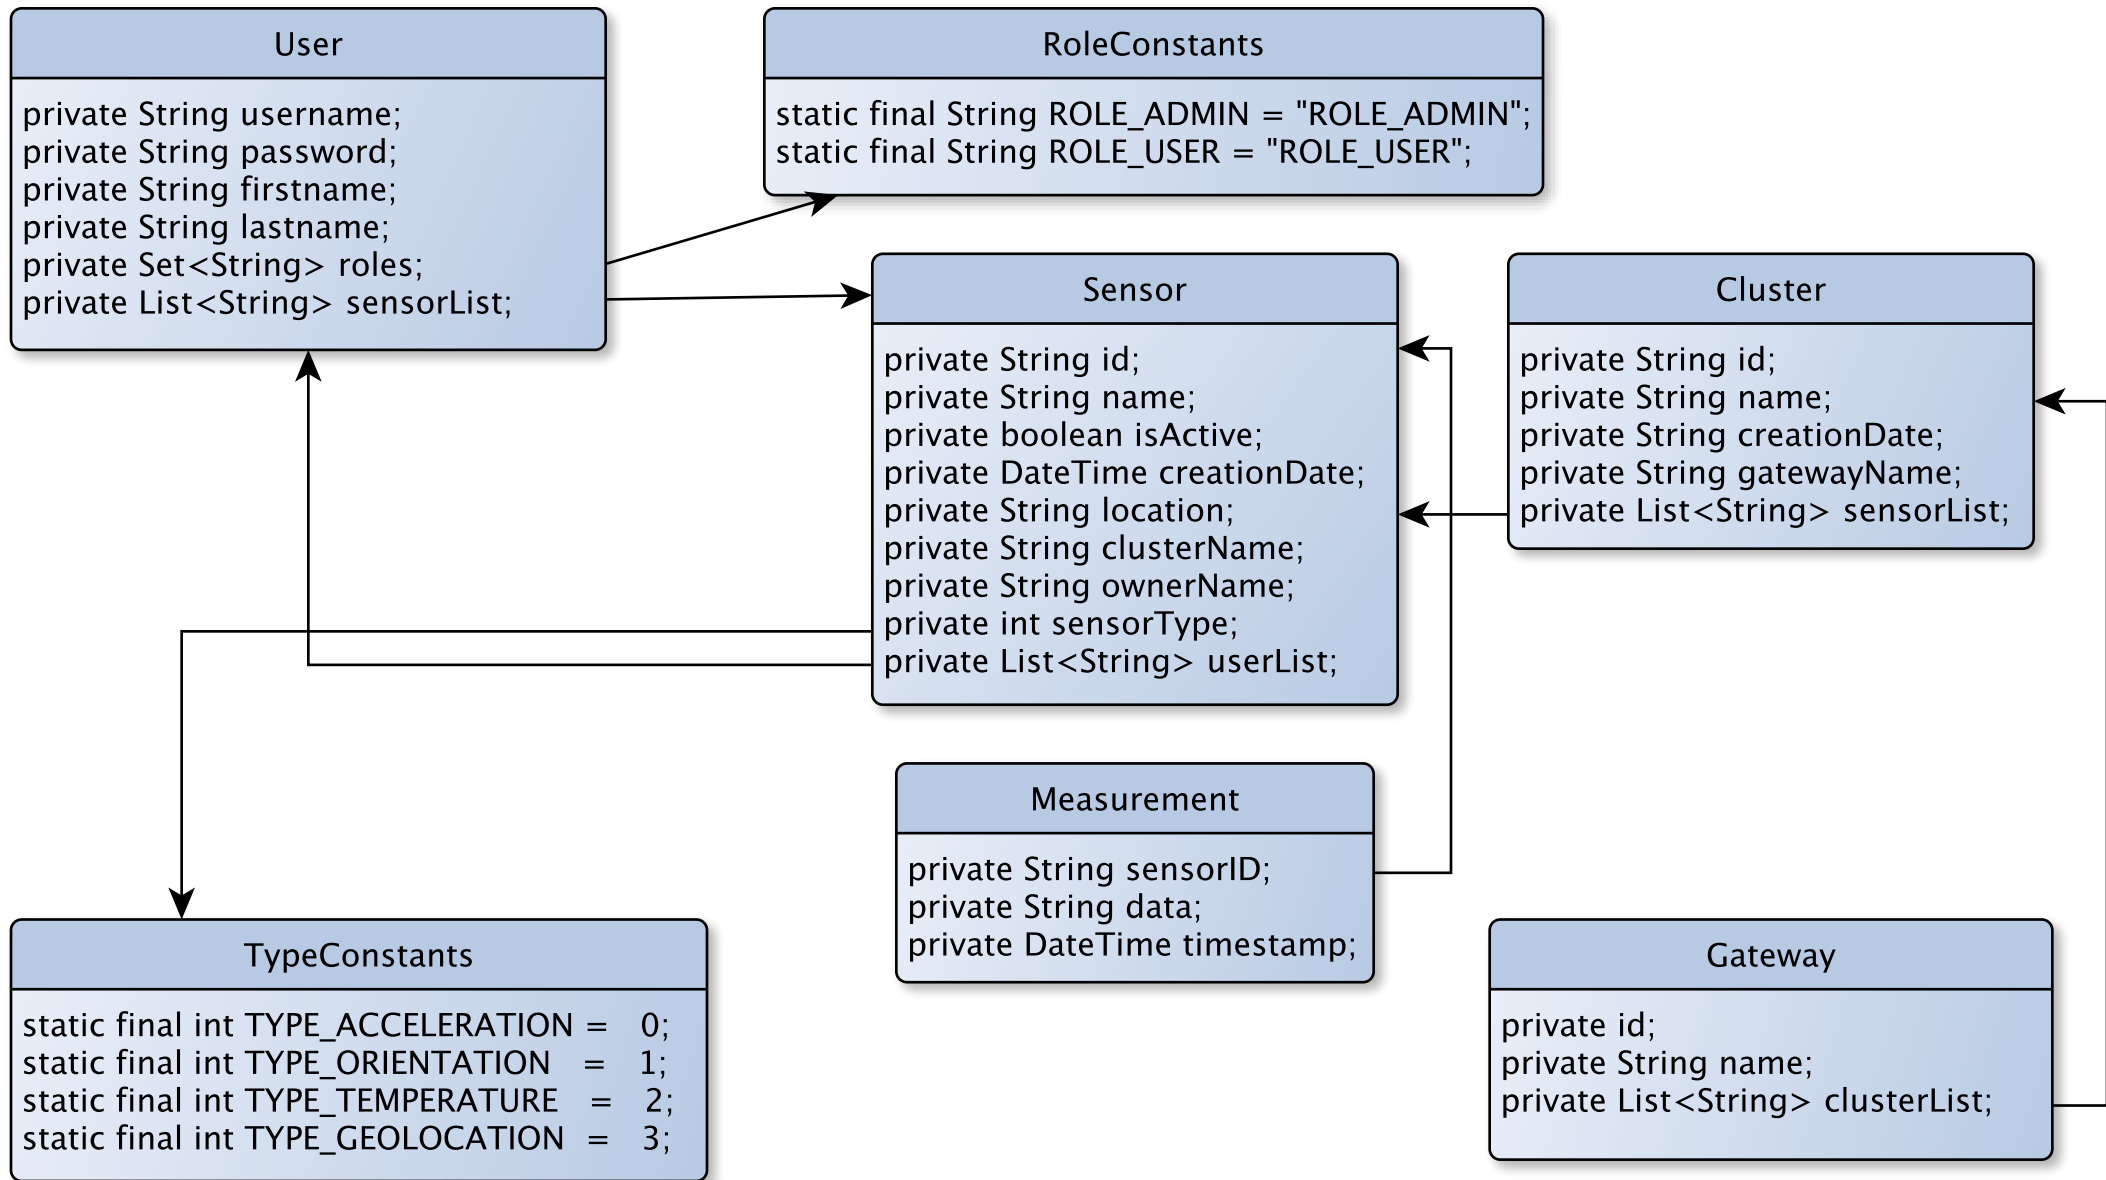 User
private String username;
private String password;
private String firstname;
private String lastname;
private Set<String> roles;
private List<String> sensorList;
RoleConstants
static final String ROLE_ADMIN = "ROLE_ADMIN";
static final String ROLE_USER = "ROLE_USER";
Sensor
private String id;
private String name;
private boolean isActive;
private DateTime creationDate;
private String location;
private String clusterName;
private String ownerName;
private int sensorType;
private List<String> userList;
Cluster
private String id;
private String name;
private String creationDate;
private String gatewayName;
private List<String> sensorList;
Measurement
private String sensorID;
private String data;
private DateTime timestamp;
TypeConstants
static final int TYPE_ACCELERATION = 0;
static final int TYPE_ORIENTATION = 1;
static final int TYPE_TEMPERATURE = 2;
static final int TYPE_GEOLOCATION = 3;
Gateway
private id;
private String name;
private List<String> clusterList;